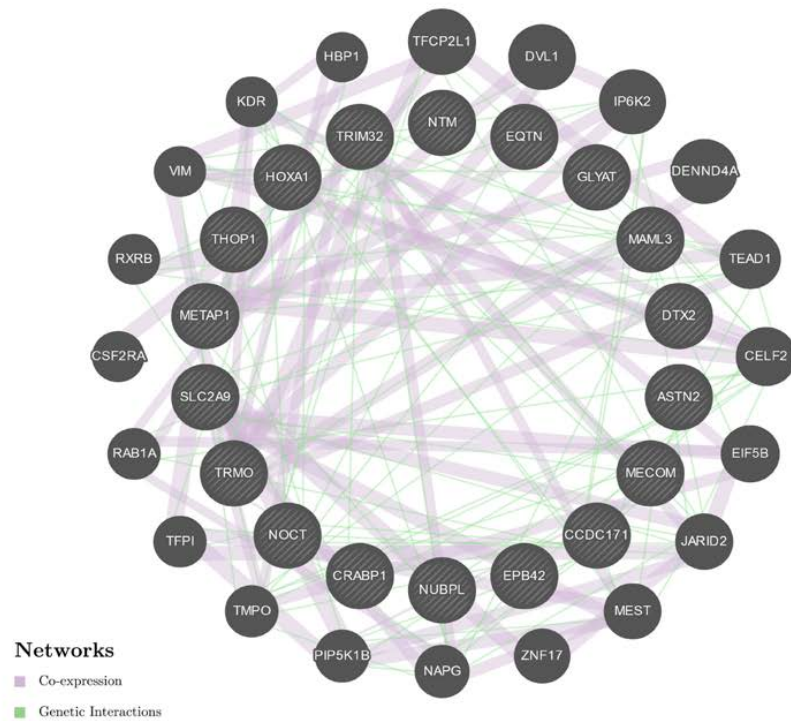 TFCP2L1
HBP1
DVL1
KDR
IP6K2
NTM
TRIM32
EQTN
VIM
HOXA1
GLYAT
DENND4A
THOP1
MAML3
RXRB
TEAD1
METAP1
DTX2
CSF2RA
CELF2
SLC2A9
ASTN2
RAB1A
EIF5B
TRMO
MECOM
TFPI
NOCT
CCDC171
JARID2
CRABP1
EPB42
NUBPL
TMPO
MEST
PIP5K1B
ZNF17
NAPG
Networks
Co-expression
Genetic Interactions